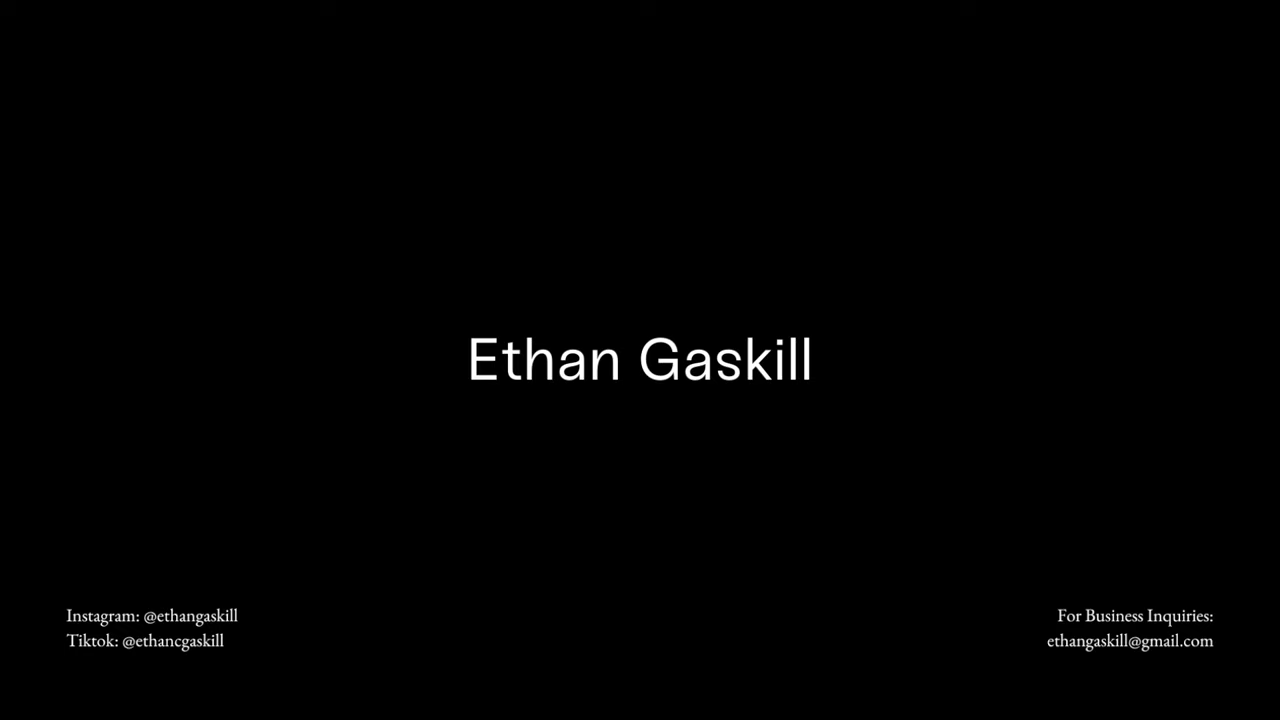 Ethan Gaskill
Instagram: @ethangaskill
Tiktok: @ethancgaskill
For Business Inquiries:
ethangaskill@gmail.com